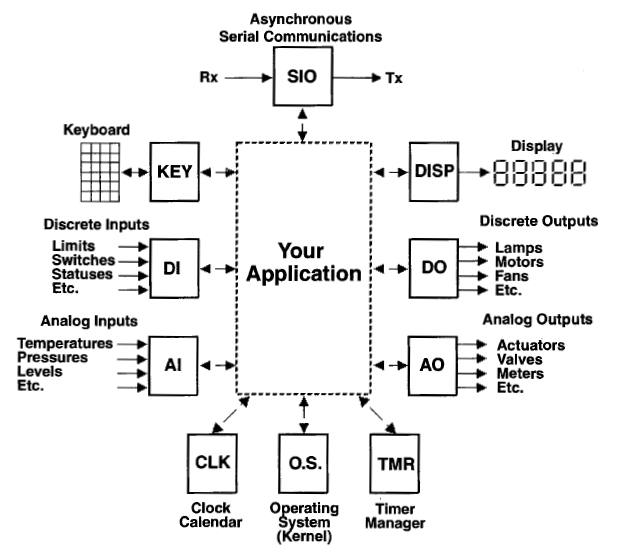 Asynchronous
Serial Communications
Rx
SIO
Tx
Keyboard
KEY
DISP
Display
88888
Discrete Inputs
Limits
Switches
Statuses
Etc.
DI
Your
Application
DO
Discrete Outputs
Lamps
Motors
Fans
Etc.
Analog Inputs
Temperatures
Pressures
Levels
Etc.
AI
AO
Analog Outputs
Actuators
Valves
Meters
Etc.
CLK
O.S.
TMR
Clock
Calendar
Operating
System
(Kernel)
Timer
Manager